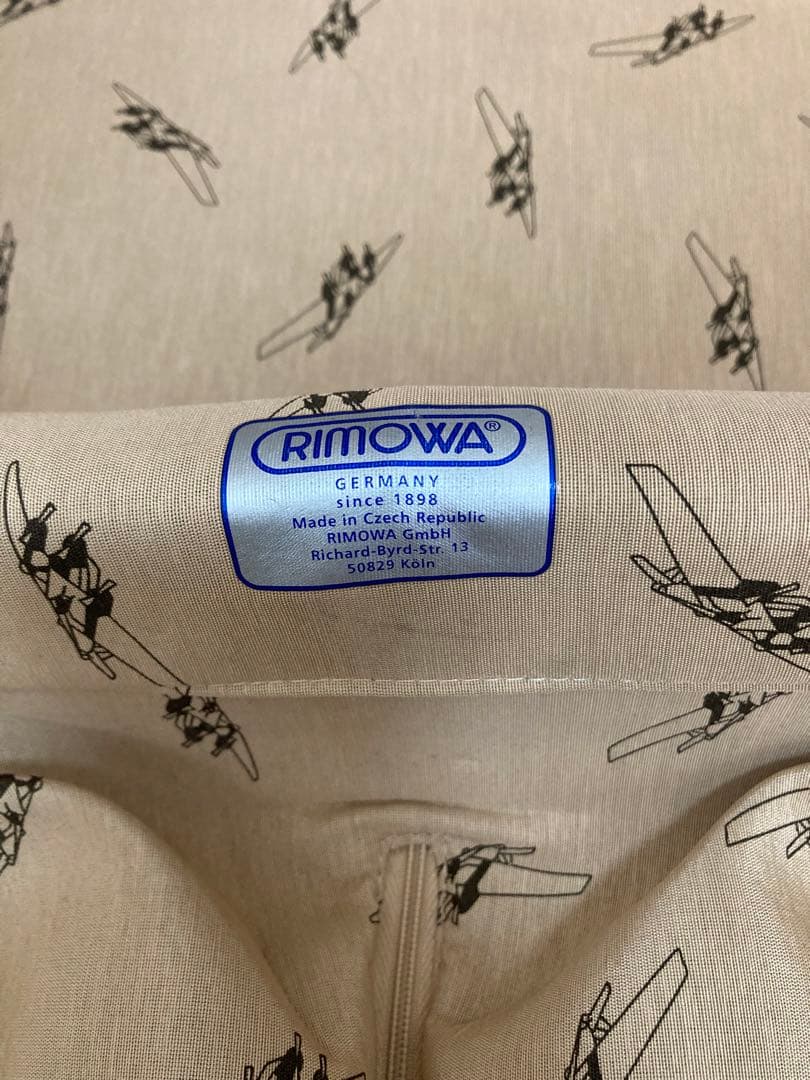 RIMOWA®
GERMANY
since 1898
Made in Czech Republic
RIMOWA GmbH
Richard-Byrd-Str. 13
50829 Köln